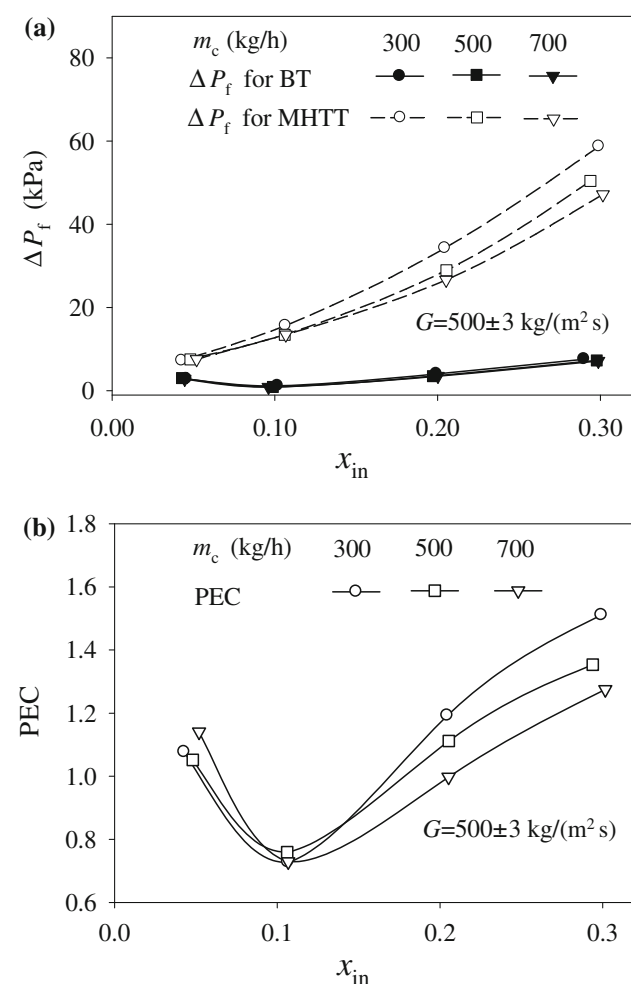 (a)
m_c (kg/h) 300 500 700
ΔP_f for BT
ΔP_f for MHTT
80
60
40
20
0
ΔP_f (kPa)
G=500±3 kg/(m² s)
0.00 0.10 0.20 0.30
x_in
(b)
1.8
1.6
1.4
1.2
1.0
0.8
0.6
PEC
m_c (kg/h) 300 500 700
PEC
G=500±3 kg/(m² s)
0.0 0.1 0.2 0.3
x_in